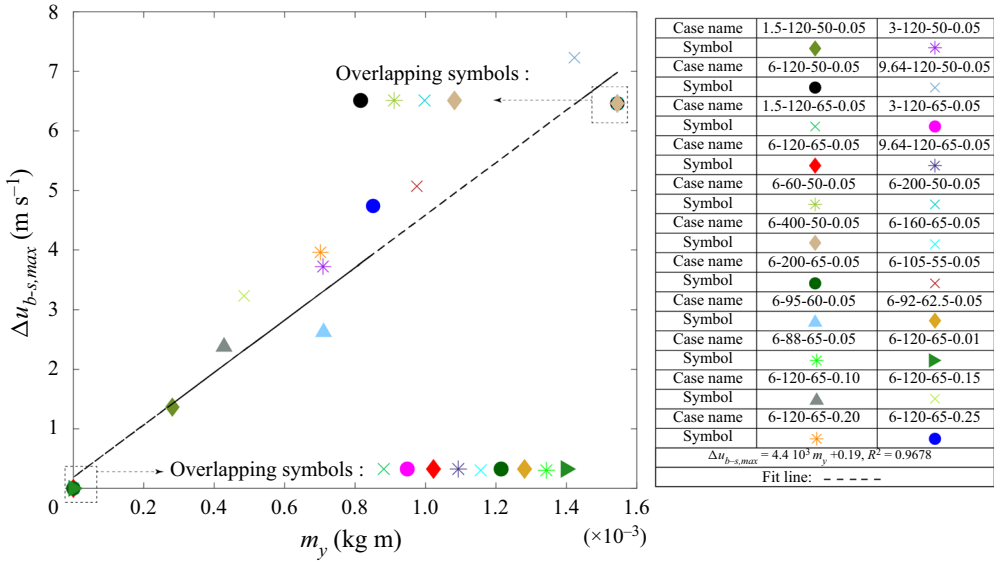 8
7
6
5
4
3
2
1
0
0.2
0.4
0.6
0.8
1.0
1.2
1.4
1.6
(×10⁻³)
m_y (kg m)
Δu_b-s,max (m s⁻¹)
Overlapping symbols :
Overlapping symbols :
Case name 1.5-120-50-0.05 3-120-50-0.05
Symbol
Case name 6-120-50-0.05 9.64-120-50-0.05
Symbol
Case name 1.5-120-65-0.05 3-120-65-0.05
Symbol
Case name 6-120-65-0.05 9.64-120-65-0.05
Symbol
Case name 6-60-50-0.05 6-200-50-0.05
Symbol
Case name 6-400-50-0.05 6-160-65-0.05
Symbol
Case name 6-200-65-0.05 6-105-55-0.05
Symbol
Case name 6-95-60-0.05 6-92-62.5-0.05
Symbol
Case name 6-88-65-0.05 6-120-65-0.01
Symbol
Case name 6-120-65-0.10 6-120-65-0.15
Symbol
Case name 6-120-65-0.20 6-120-65-0.25
Symbol
Δu_b-s,max = 4.4 10³ m_y +0.19, R² = 0.9678
Fit line: